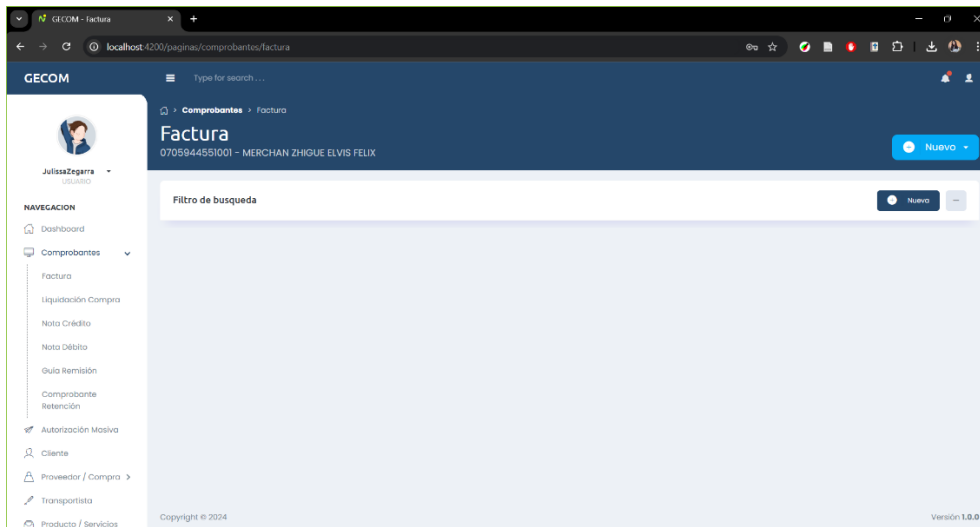 GECOM - Factura
localhost:4200/paginas/comprobantes/factura
GECOM
Type for search . . .
> Comprobantes > Factura
Factura
0705944551001 - MERCHAN ZHIGUE ELVIS FELIX
Nuevo
JulissaZegarra
USUARIO
Filtro de busqueda
Nuevo
NAVEGACION
Dashboard
Comprobantes
Factura
Liquidación Compra
Nota Crédito
Nota Débito
Guia Remisión
Comprobante
Retención
Autorización Masiva
Cliente
Proveedor / Compra
Transportista
Producto / Servicios
Copyright © 2024
Versión 1.0.0